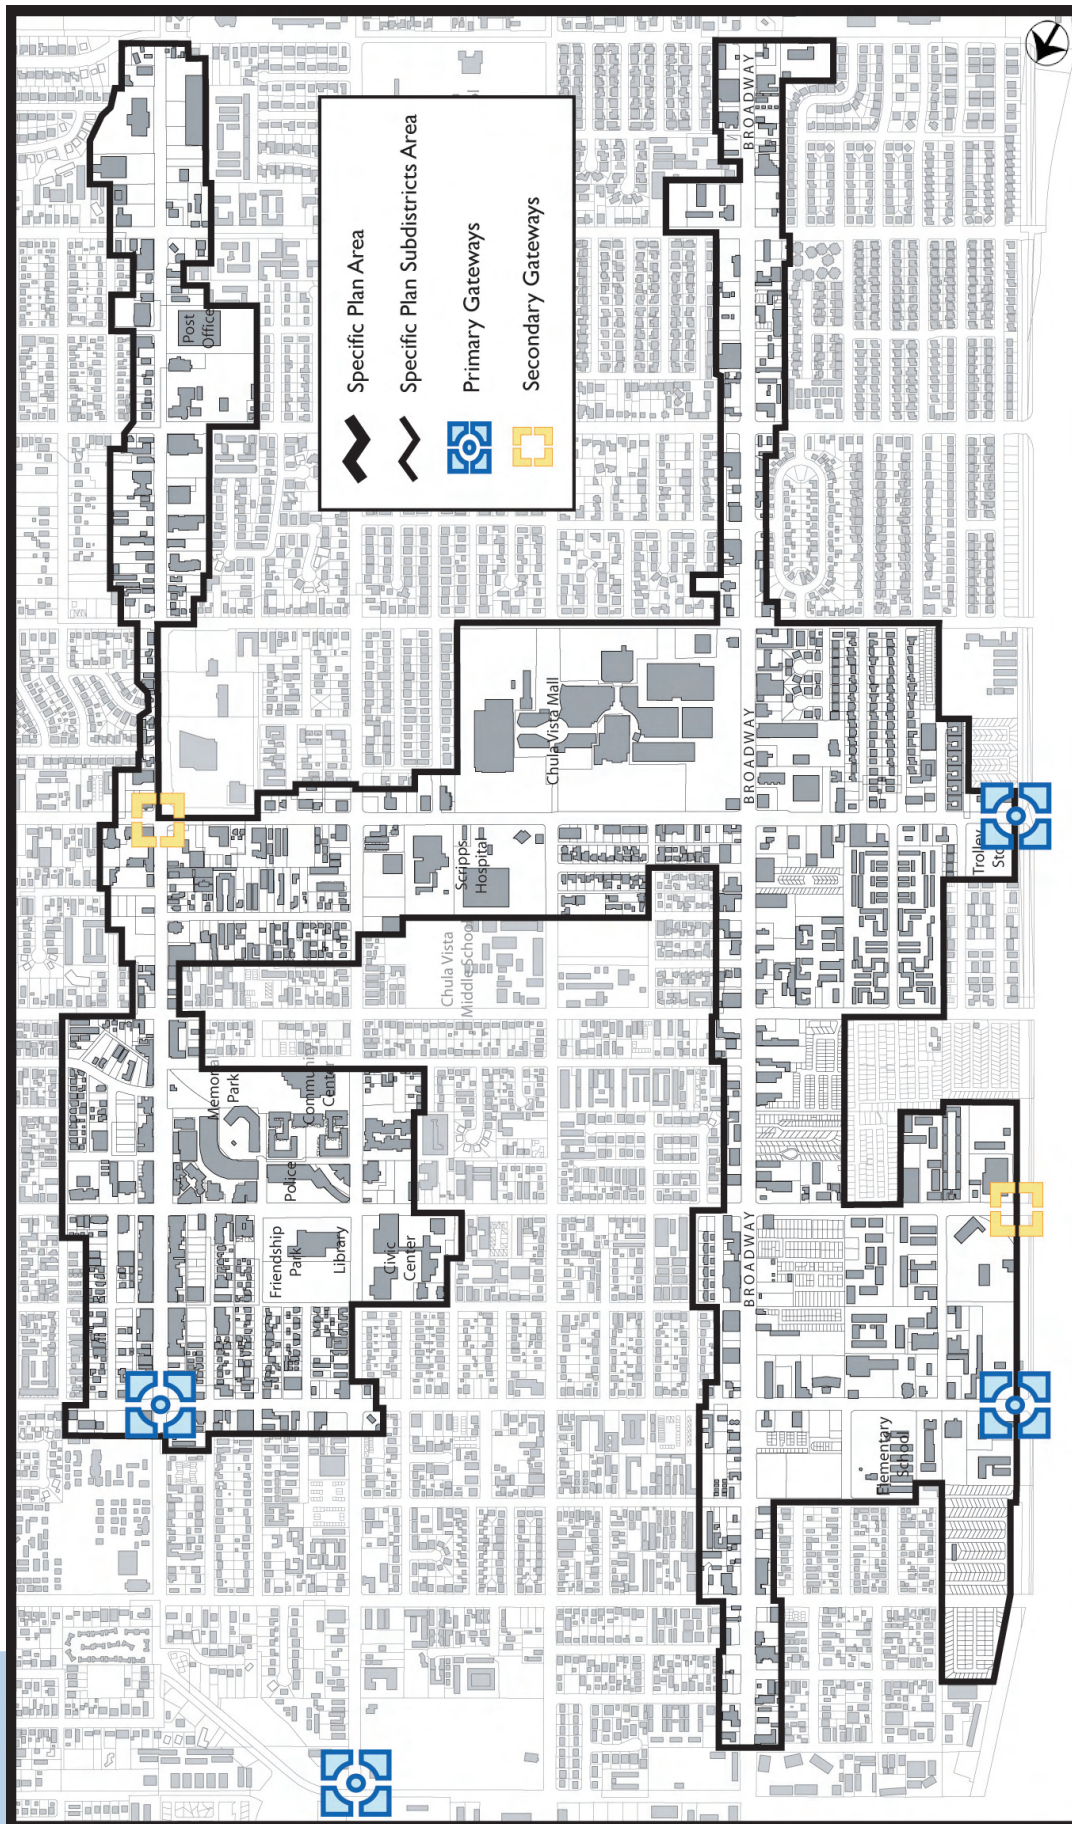 BROADWAY
Specific Plan Area
Specific Plan Subdistricts Area
Primary Gateways
Secondary Gateways
Post
Office
Chula Vista Mall
BROADWAY
Scripps
Hospital
Trolley
Chula Vista
Middle School
Park
Community
Center
Police
Friendship
Park
Library
Civic
Center
BROADWAY
Elementary
School